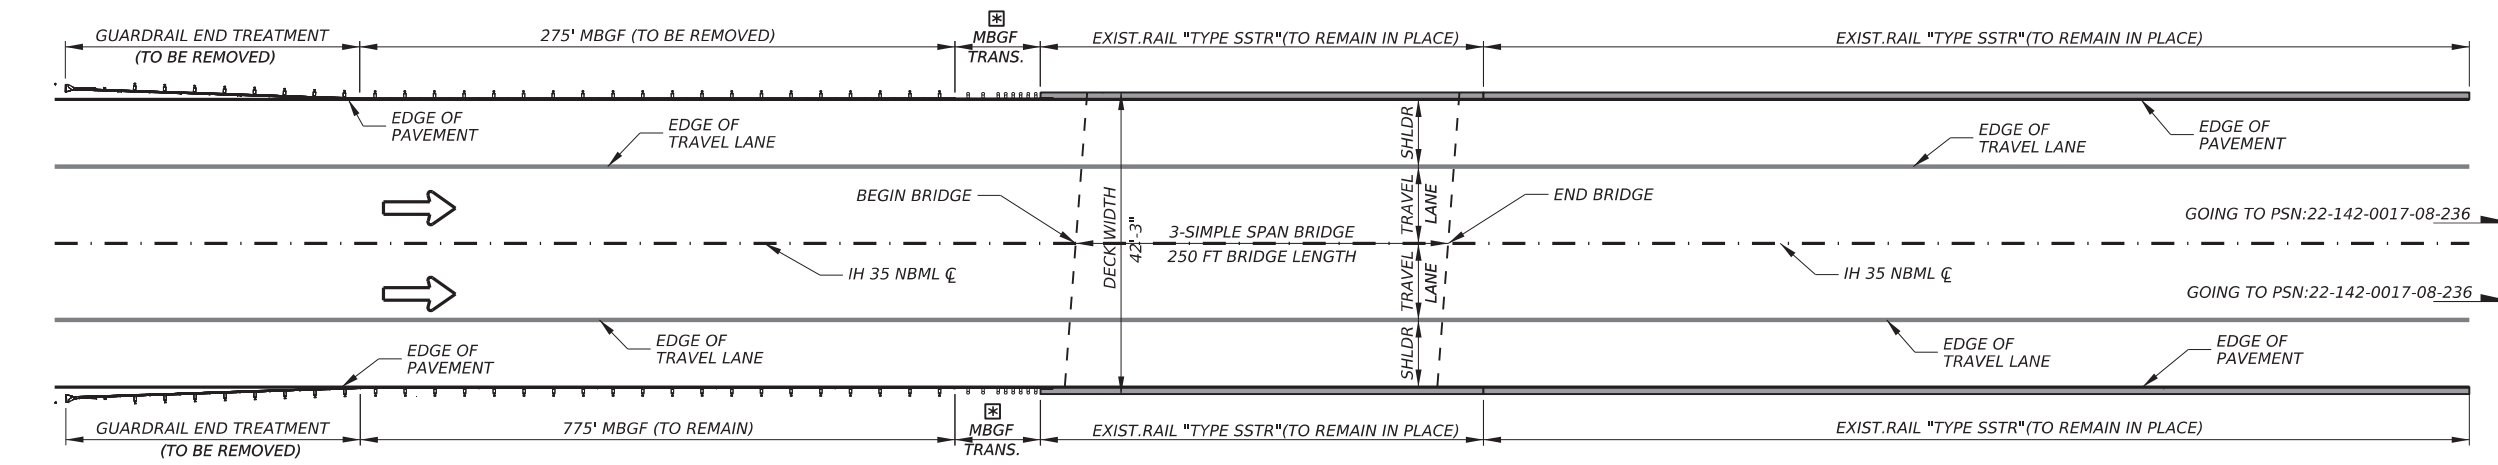 GUARDRAIL END TREATMENT
(TO BE REMOVED)
275' MBGF (TO BE REMOVED)
*
MBGF
TRANS.
EXIST.RAIL "TYPE SSTR"(TO REMAIN IN PLACE)
EXIST.RAIL "TYPE SSTR"(TO REMAIN IN PLACE)
EDGE OF
PAVEMENT
EDGE OF
TRAVEL LANE
SHLDR
EDGE OF
TRAVEL LANE
EDGE OF
PAVEMENT
BEGIN BRIDGE
DECK WIDTH
42'-3"
TRAVEL
LANE
END BRIDGE
GOING TO PSN:22-142-0017-08-236
3-SIMPLE SPAN BRIDGE
250 FT BRIDGE LENGTH
IH 35 NBML ℄
TRAVEL
LANE
IH 35 NBML ℄
GOING TO PSN:22-142-0017-08-236
EDGE OF
PAVEMENT
EDGE OF
TRAVEL LANE
SHLDR
EDGE OF
TRAVEL LANE
EDGE OF
PAVEMENT
GUARDRAIL END TREATMENT
(TO BE REMOVED)
775' MBGF (TO REMAIN)
*
MBGF
TRANS.
EXIST.RAIL "TYPE SSTR"(TO REMAIN IN PLACE)
EXIST.RAIL "TYPE SSTR"(TO REMAIN IN PLACE)